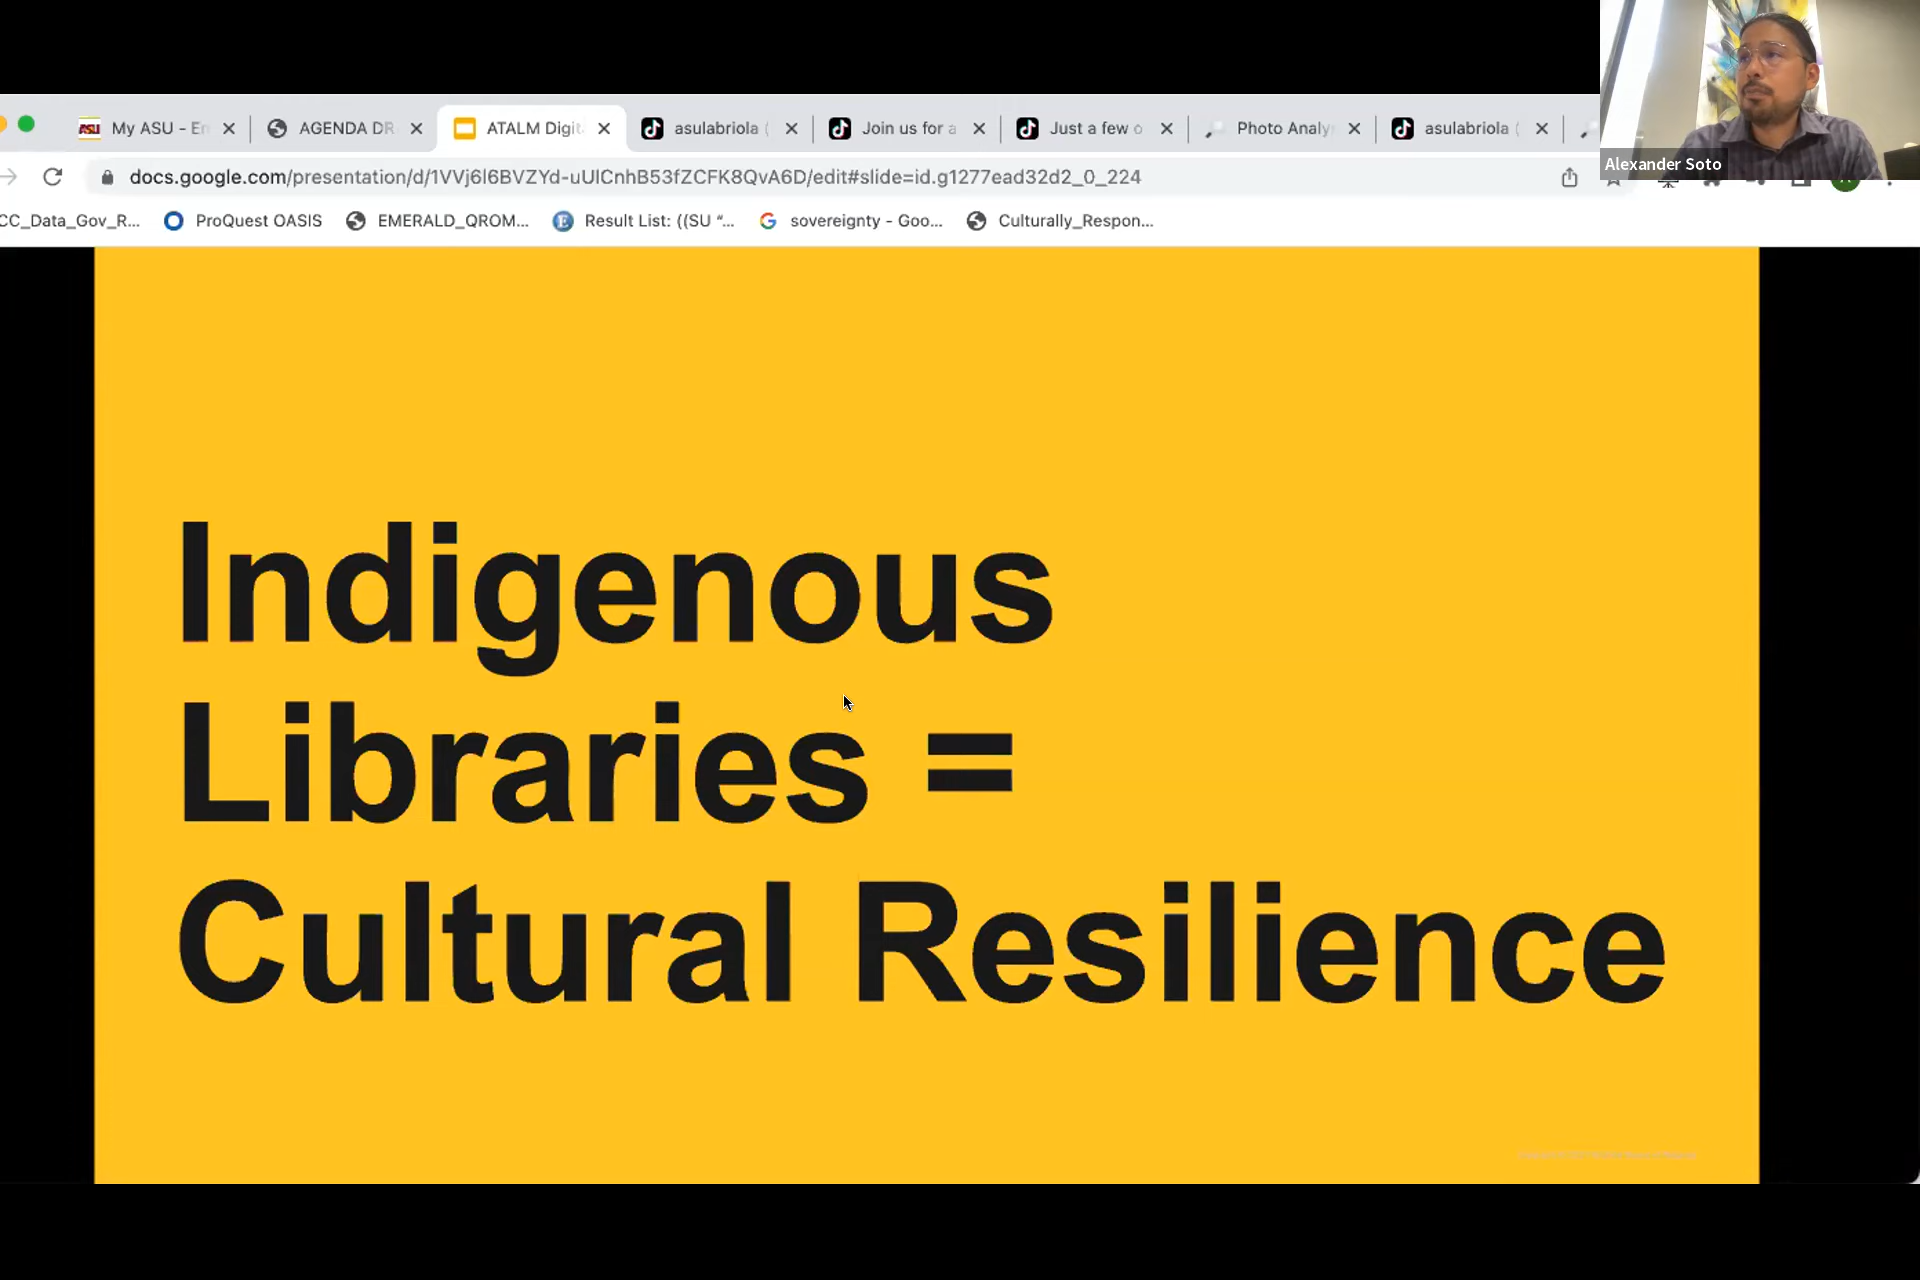 Alexander Soto
ASU My ASU - En
AGENDA DR
ATALM Digit
asulabriola (
Join us for a
Just a few o
Photo Analy
asulabriola (
docs.google.com/presentation/d/1VVj6l6BVZYd-uUlCnhB53fZCFK8QvA6D/edit#slide=id.g1277ead32d2_0_224
CC_Data_Gov_R...
ProQuest OASIS
EMERALD_QROM...
Result List: ((SU “...
sovereignty - Goo...
Culturally_Respon...
Indigenous
Libraries =
Cultural Resilience